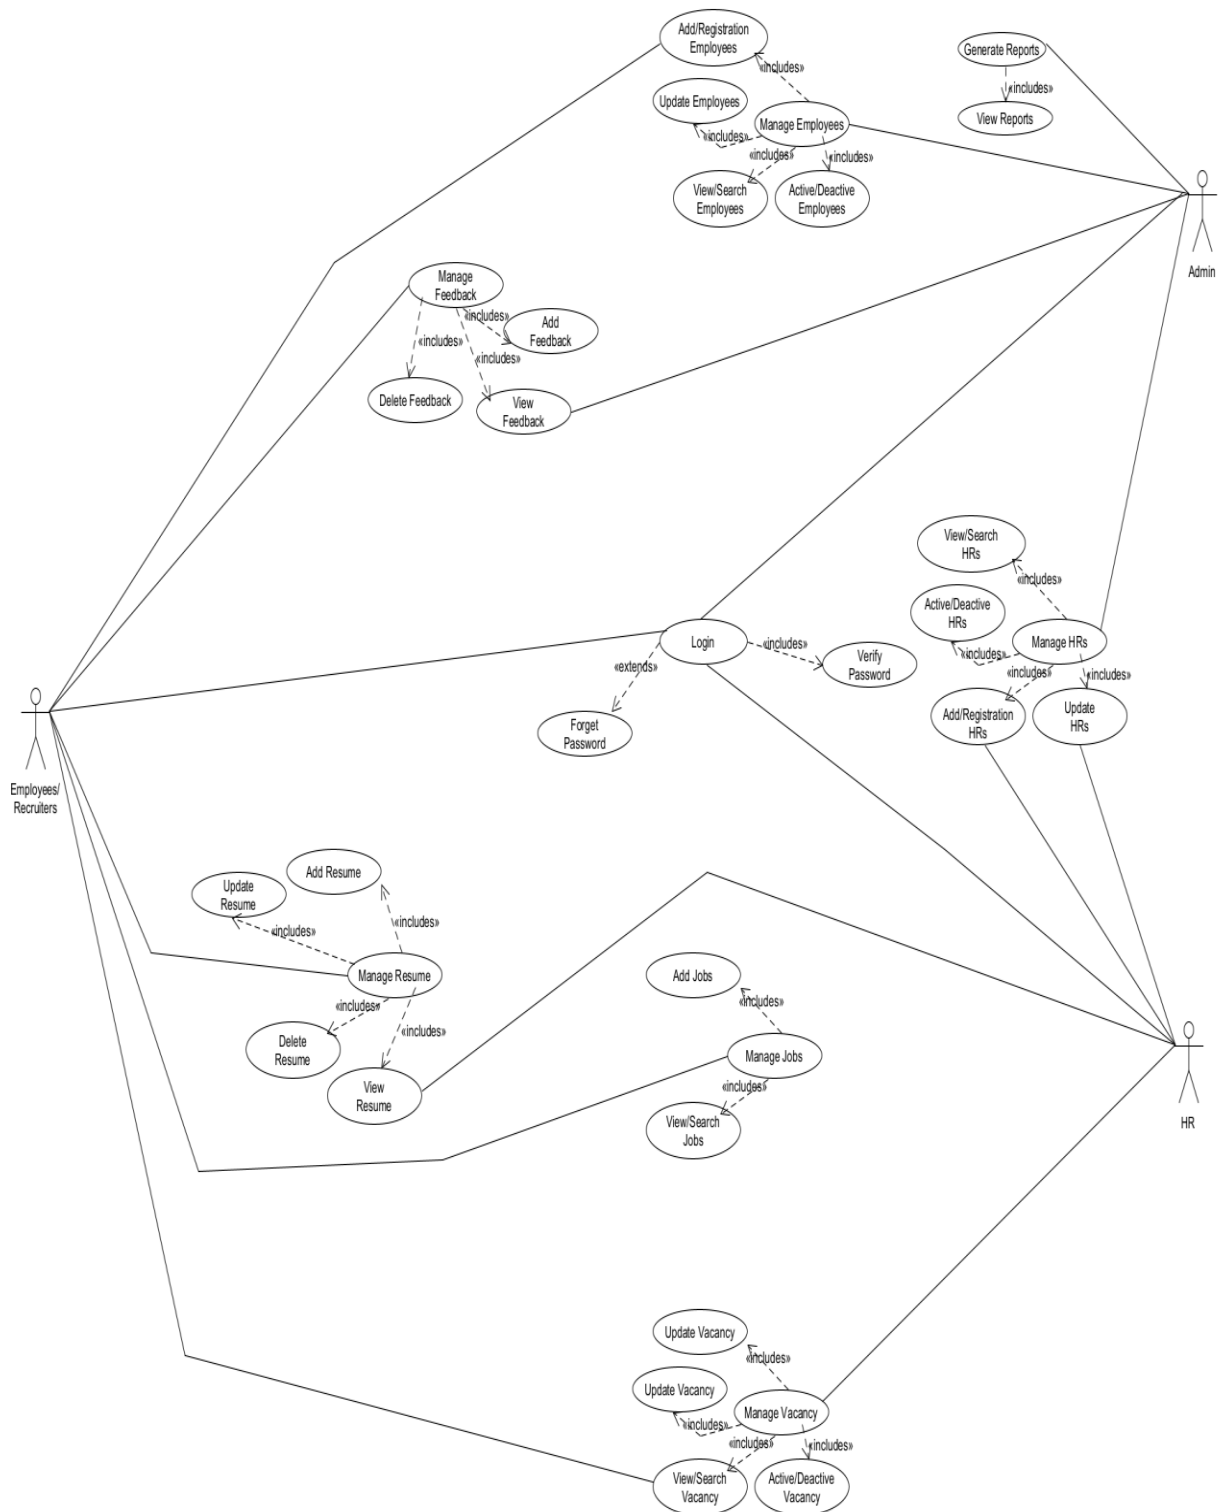 Add/Registration
Employees
Generate Reports
«includes»
«includes»
Update Employees
View Reports
Manage Employees
«includes»
«includes»
«includes»
View/Search
Employees
Active/Deactive
Employees
Admin
Manage
Feedback
«includes»
Add
Feedback
«includes»
«includes»
Delete Feedback
View
Feedback
View/Search
HRs
«includes»
Active/Deactive
HRs
Login
«includes»
Manage HRs
Verify
Password
«includes»
«extends»
«includes»
«includes»
Add/Registration
HRs
Update
HRs
Forget
Password
Employees/
Recruiters
Add Resume
Update
Resume
«includes»
«includes»
Manage Resume
Add Jobs
«includes»
«includes»
«includes»
Delete
Resume
Manage Jobs
View
Resume
«includes»
View/Search
Jobs
HR
Update Vacancy
«includes»
Update Vacancy
Manage Vacancy
«includes»
«includes»
«includes»
View/Search
Vacancy
Active/Deactive
Vacancy